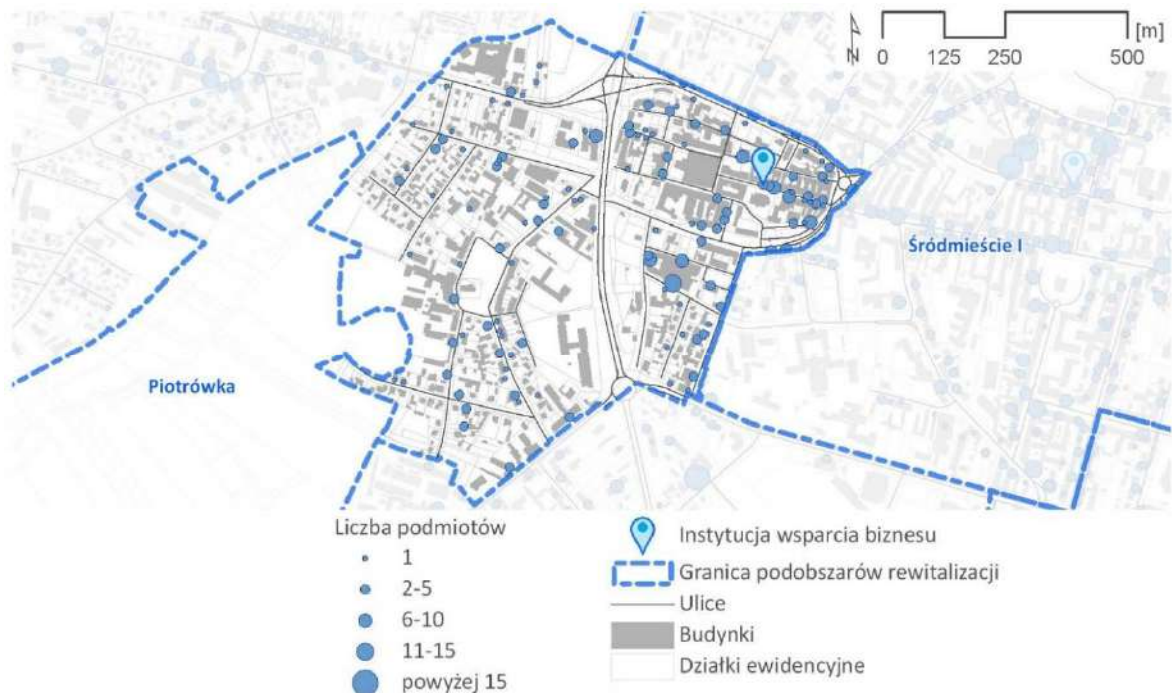 N
0 125 250 500 [m]
Śródmieście I
Piotrówka
Liczba podmiotów
1
2-5
6-10
11-15
powyżej 15
Instytucja wsparcia biznesu
Granica podobszarów rewitalizacji
Ulice
Budynki
Działki ewidencyjne